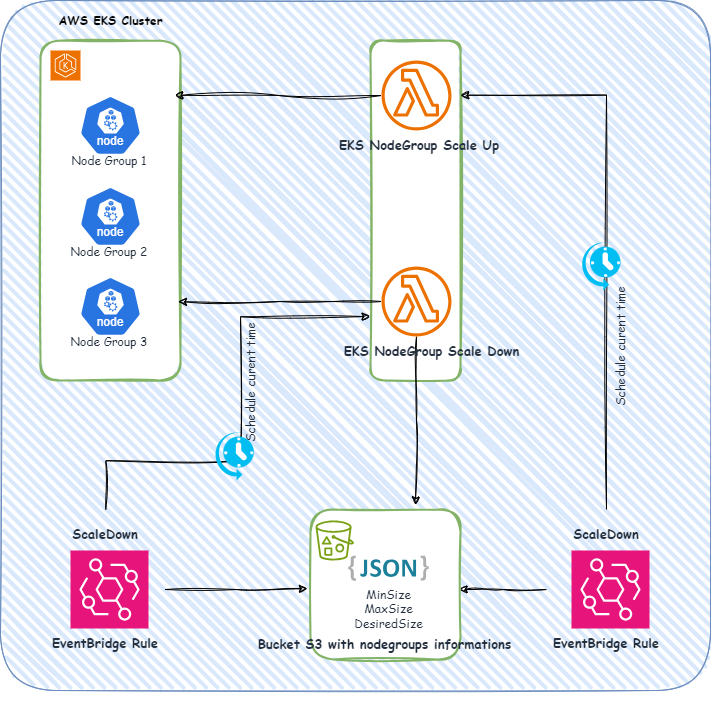 AWS EKS Cluster
K
node
Node Group 1
node
Node Group 2
node
Node Group 3
EKS NodeGroup Scale Up
EKS NodeGroup Scale Down
Schedule curent time
Schedule curent time
ScaleDown
EventBridge Rule
{JSON}
MinSize
MaxSize
DesiredSize
Bucket S3 with nodegroups informations
ScaleDown
EventBridge Rule